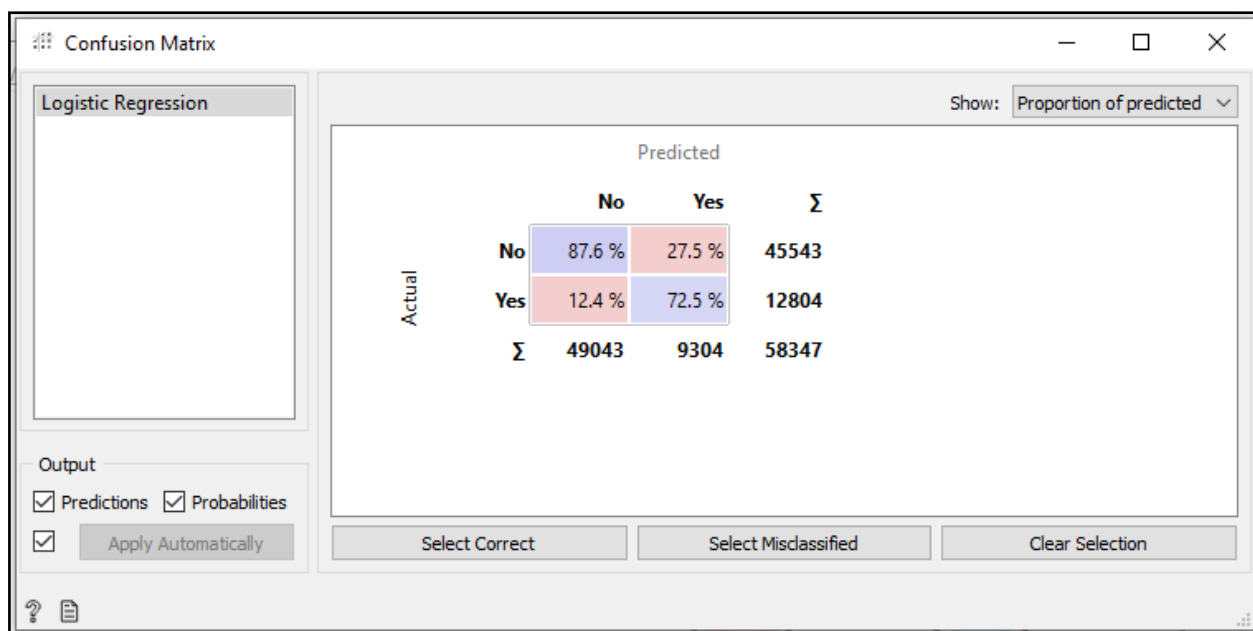 Confusion Matrix
Logistic Regression
Show: Proportion of predicted
Predicted
No Yes Σ
No 87.6 % 27.5 % 45543
Actual
Yes 12.4 % 72.5 % 12804
Σ 49043 9304 58347
Output
Predictions Probabilities
Apply Automatically
Select Correct Select Misclassified Clear Selection
?